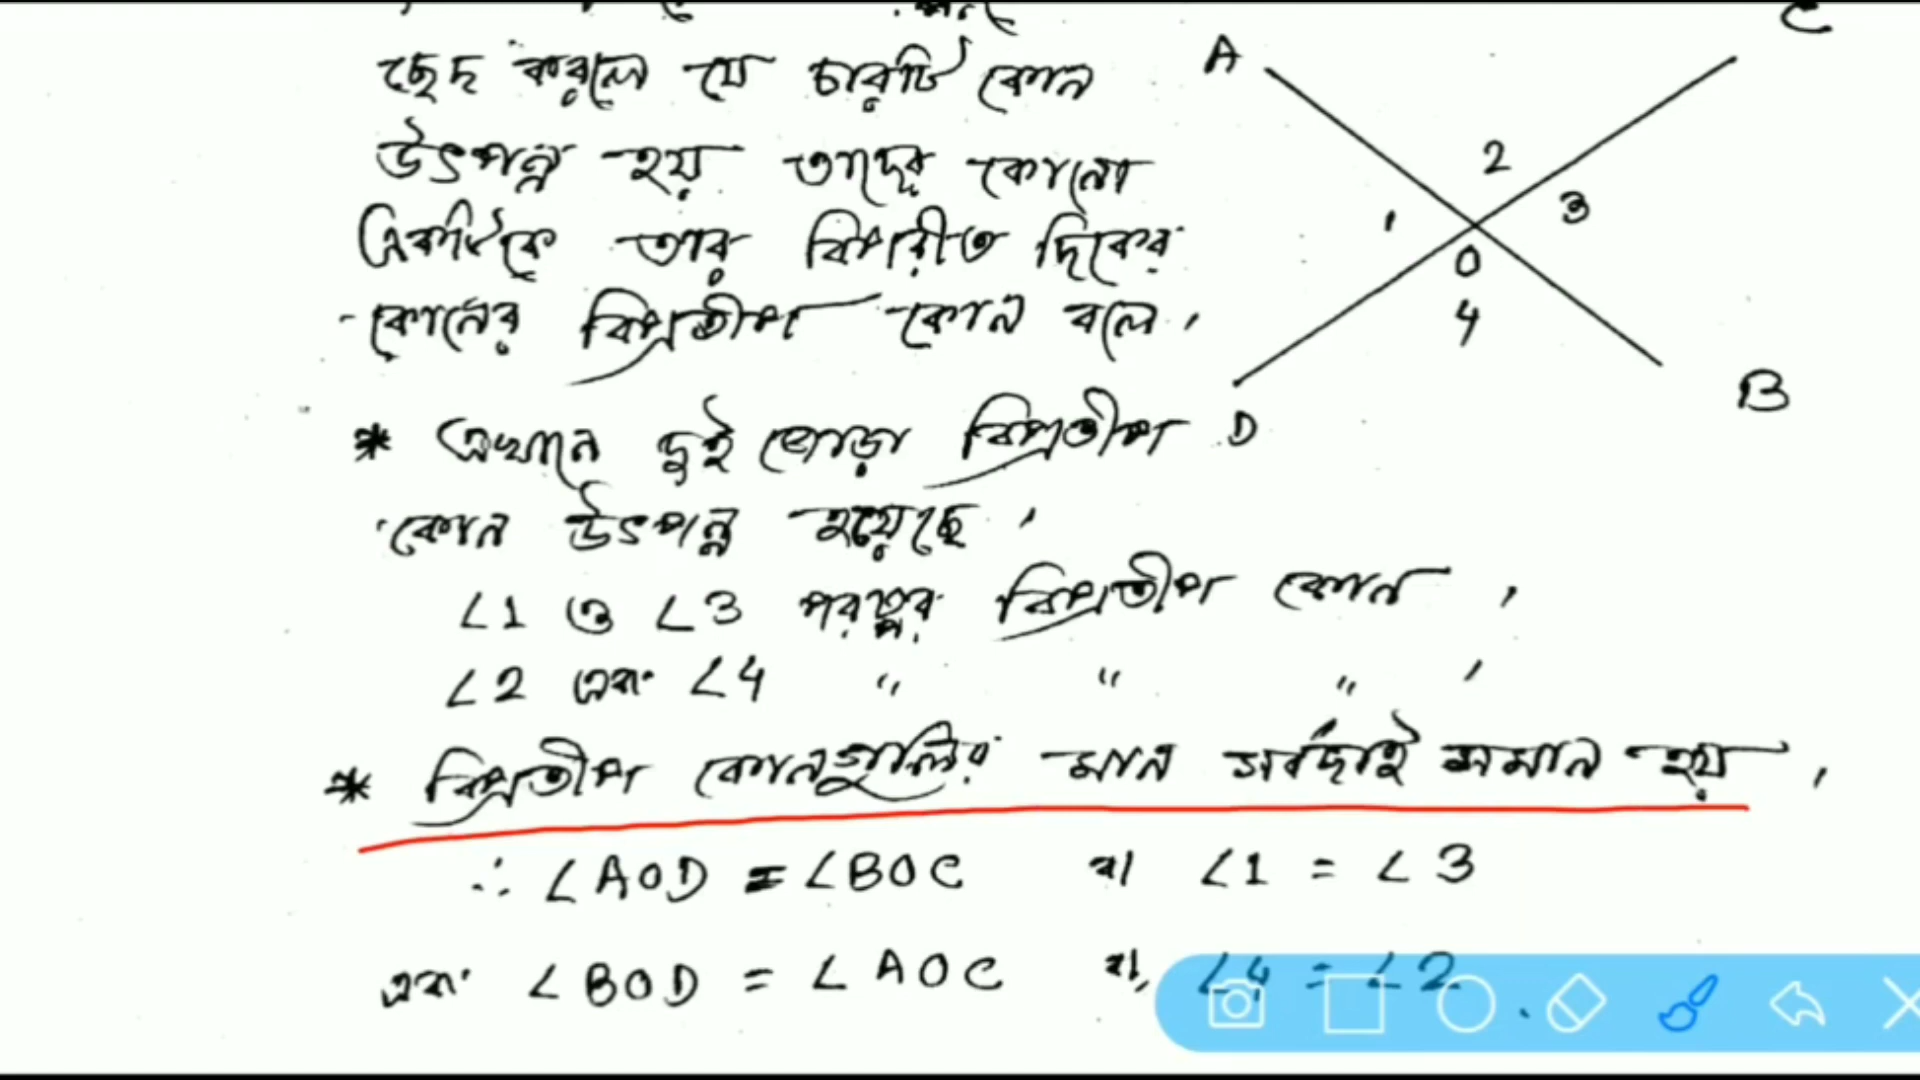 ছেদ করলে যে চারটি কোন
উৎপন্ন হয় তাদের কোনো
একটিকে তার বিপরীত দিকের
কোনের বিপ্রতীপ কোন বলে,
* এখানে দুই জোড়া বিপ্রতীপ
কোন উৎপন্ন হয়েছে,
∠1 ও ∠3 পরস্পর বিপ্রতীপ কোন,
∠2 এবং ∠4 " " " ,
* বিপ্রতীপ কোনগুলির মান সর্বদাই সমান হয়,
∴ ∠AOD = ∠BOC বা ∠1 = ∠3
এবং ∠BOD = ∠AOC বা, ∠4 = ∠2
A
C
2
1
3
O
4
D
B